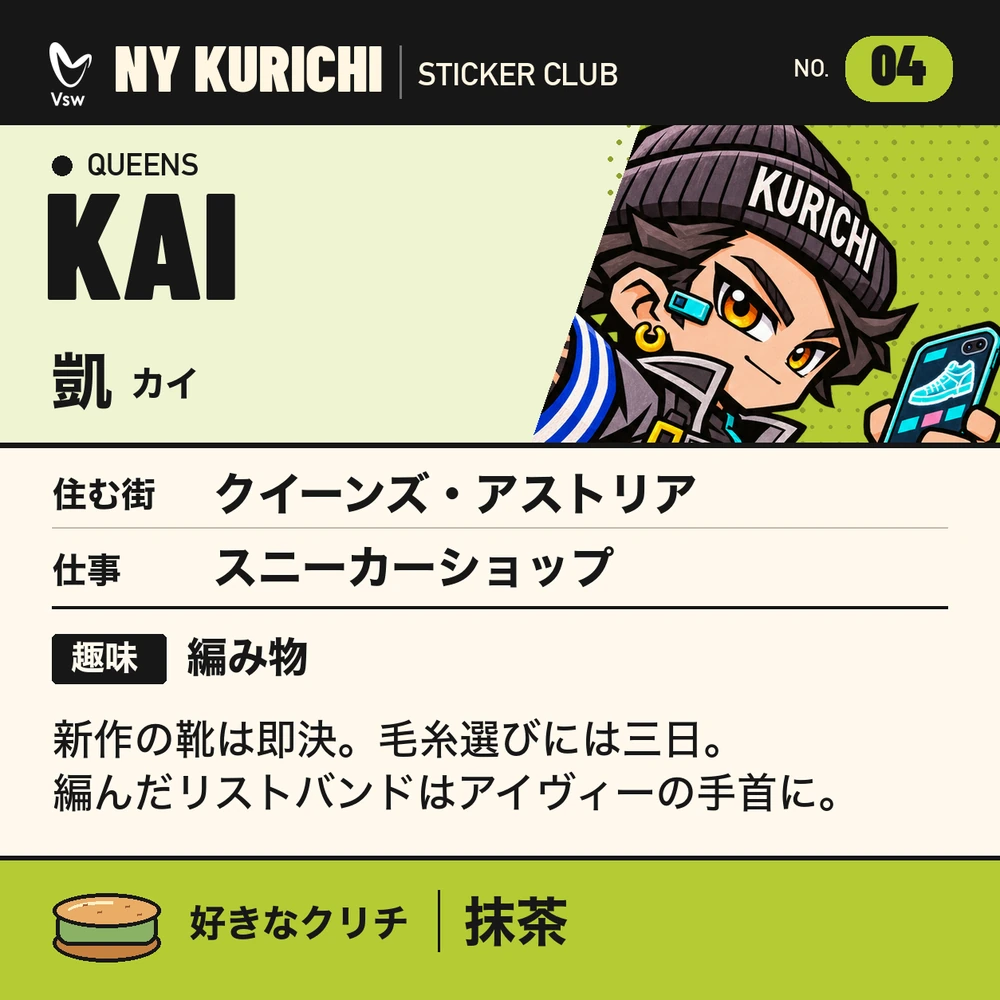 Vsw
NY KURICHI STICKER CLUB NO. 04
QUEENS
KURICHI
KAI
凱 カイ
住む街 クイーンズ・アストリア
仕事 スニーカーショップ
趣味 編み物
新作の靴は即決。毛糸選びには三日。
編んだリストバンドはアイヴィーの手首に。
好きなクリチ 抹茶